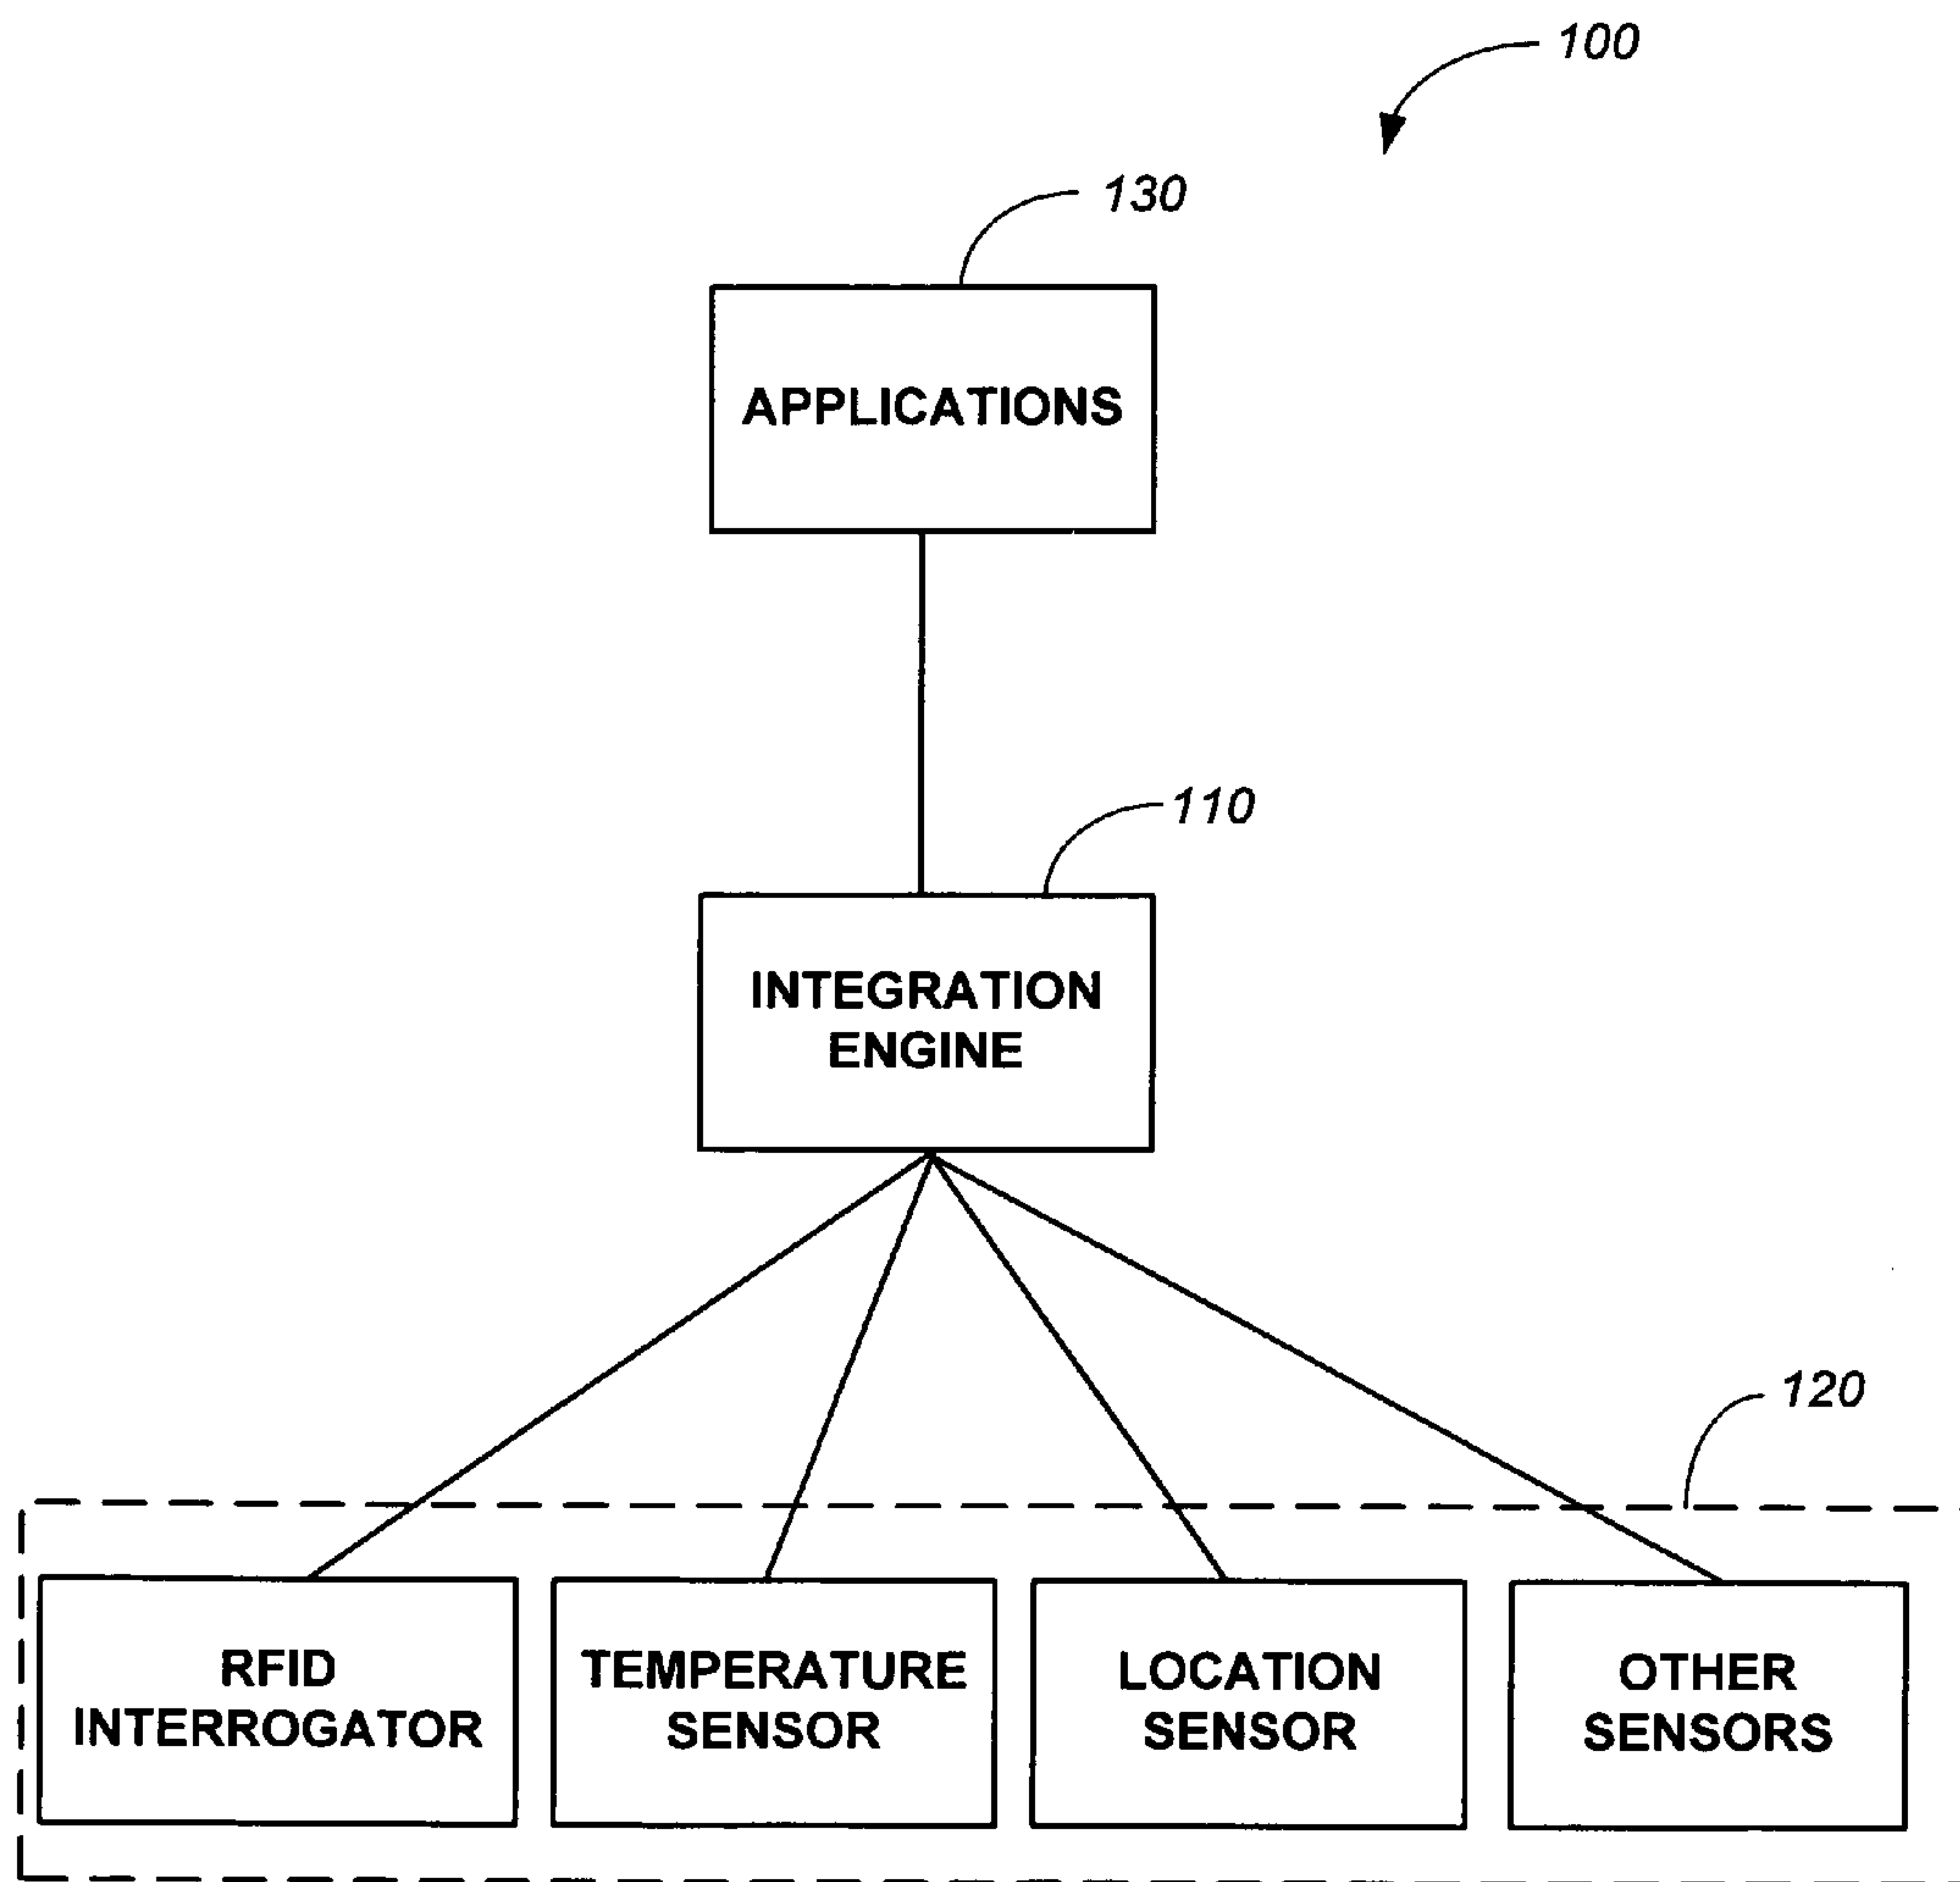 100
130
APPLICATIONS
110
INTEGRATION
ENGINE
120
RFID
INTERROGATOR
TEMPERATURE
SENSOR
LOCATION
SENSOR
OTHER
SENSORS